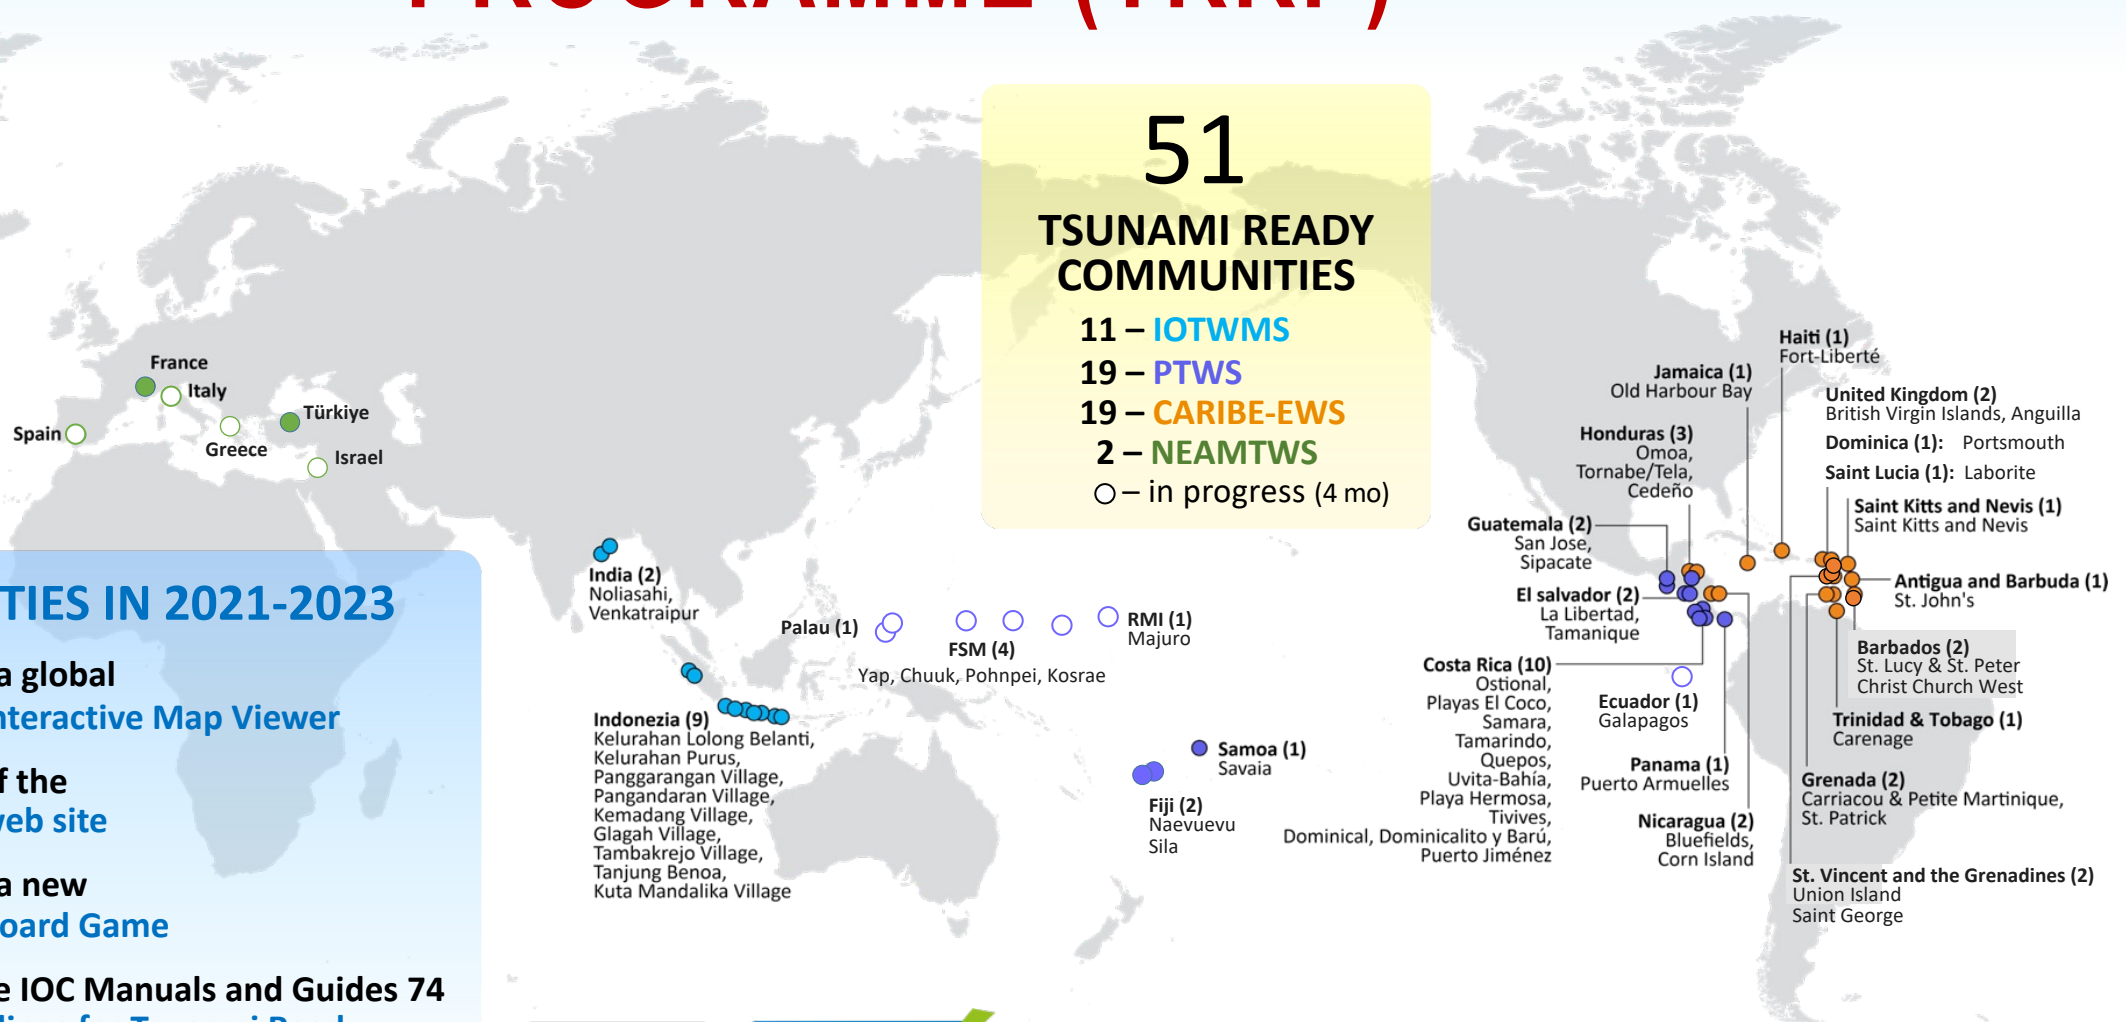 PROGRAMME (TRRP)
51
TSUNAMI READY
COMMUNITIES
11 – IOTWMS
19 – PTWS
19 – CARIBE-EWS
2 – NEAMTWS
– in progress (4 mo)
France
Italy
Spain
Greece
Türkiye
Israel
TIES IN 2021-2023
a global
nteractive Map Viewer
f the
web site
a new
oard Game
e IOC Manuals and Guides 74
India (2)
Noliasahi,
Venkatraipur
Palau (1)
FSM (4)
Yap, Chuuk, Pohnpei, Kosrae
RMI (1)
Majuro
Indonezia (9)
Kelurahan Lolong Belanti,
Kelurahan Purus,
Panggarangan Village,
Pangandaran Village,
Kemadang Village,
Glagah Village,
Tambakrejo Village,
Tanjung Benoa,
Kuta Mandalika Village
Samoa (1)
Savaia
Fiji (2)
Naevuevu
Sila
Haiti (1)
Fort-Liberté
Jamaica (1)
Old Harbour Bay
Honduras (3)
Omoa,
Tornabe/Tela,
Cedeño
Guatemala (2)
San Jose,
Sipacate
El salvador (2)
La Libertad,
Tamanique
Costa Rica (10)
Ostional,
Playas El Coco,
Samara,
Tamarindo,
Quepos,
Uvita-Bahía,
Playa Hermosa,
Tivives,
Dominical, Dominicalito y Barú,
Puerto Jiménez
Ecuador (1)
Galapagos
Panama (1)
Puerto Armuelles
Nicaragua (2)
Bluefields,
Corn Island
United Kingdom (2)
British Virgin Islands, Anguilla
Dominica (1): Portsmouth
Saint Lucia (1): Laborite
Saint Kitts and Nevis (1)
Saint Kitts and Nevis
Antigua and Barbuda (1)
St. John's
Barbados (2)
St. Lucy & St. Peter
Christ Church West
Trinidad & Tobago (1)
Carenage
Grenada (2)
Carriacou & Petite Martinique,
St. Patrick
St. Vincent and the Grenadines (2)
Union Island
Saint George